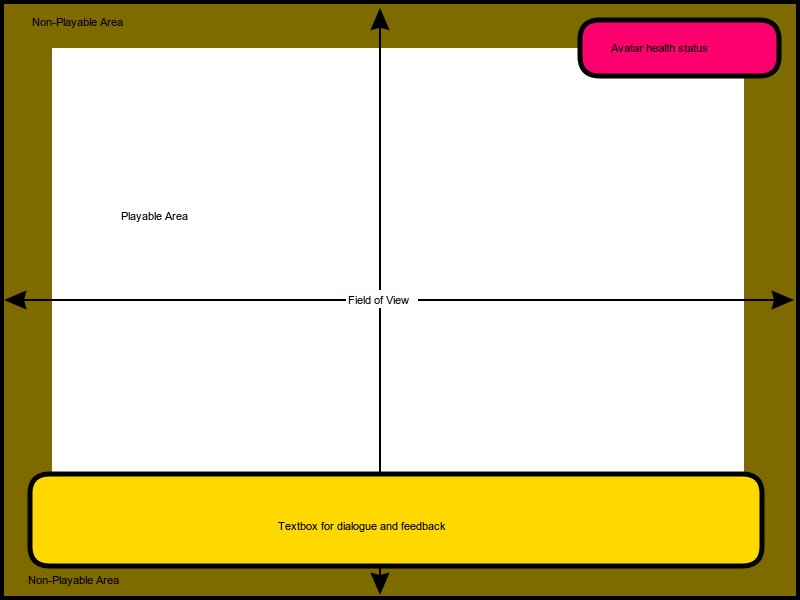 Non-Playable Area
Avatar health status
Playable Area
Field of View
Textbox for dialogue and feedback
Non-Playable Area